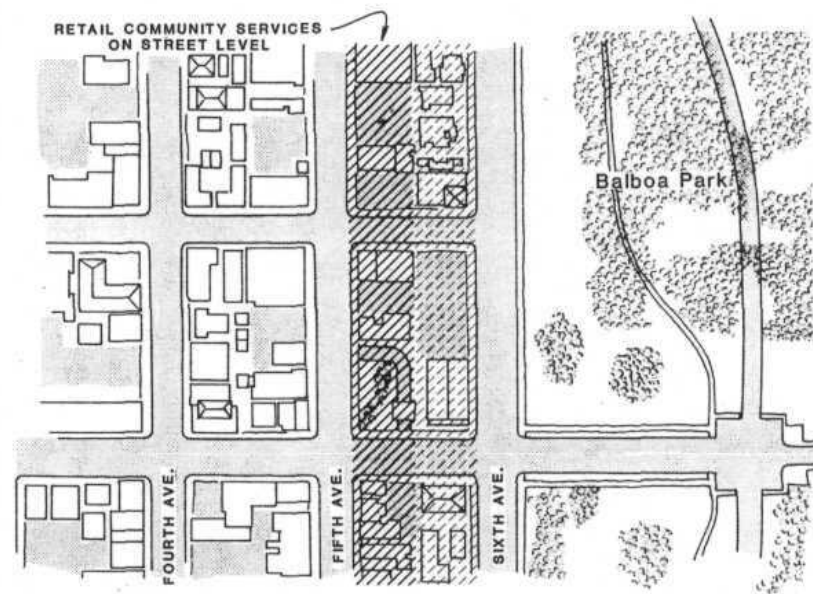 RETAIL COMMUNITY SERVICES
ON STREET LEVEL
Balboa Park
FOURTH AVE.
FIFTH AVE.
SIXTH AVE.